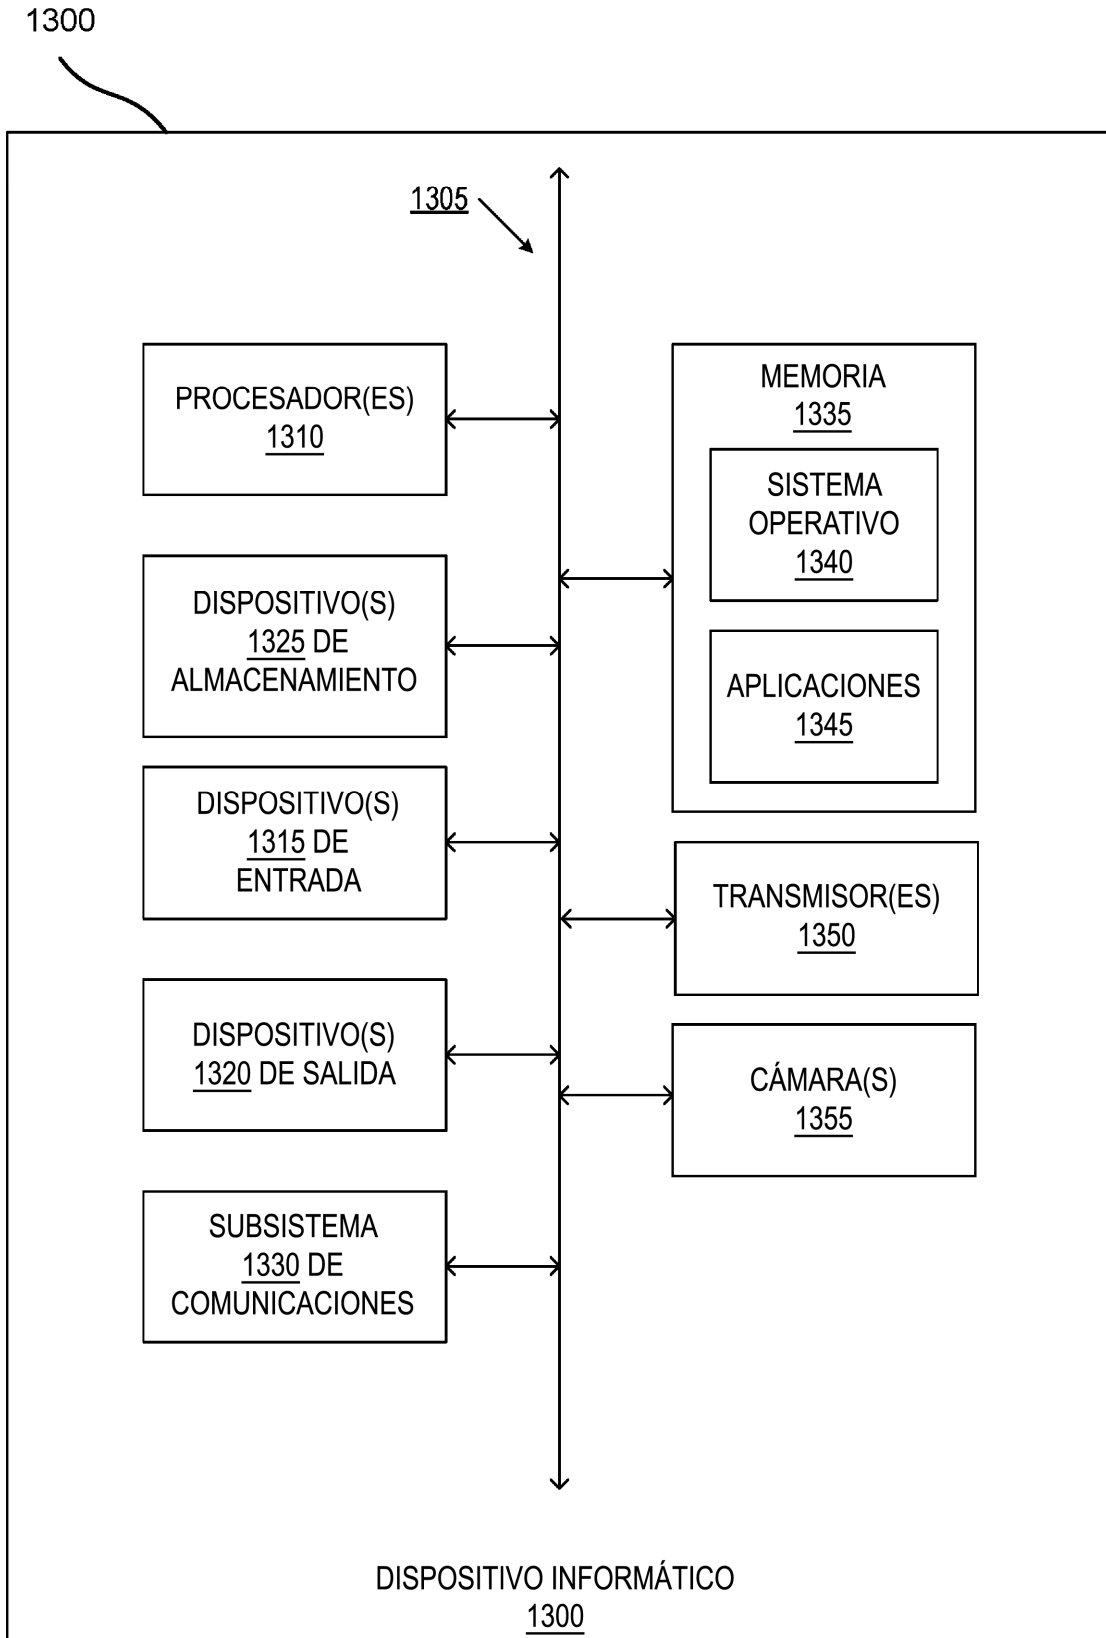 1300
1305
PROCESADOR(ES)
1310
DISPOSITIVO(S)
1325 DE
ALMACENAMIENTO
DISPOSITIVO(S)
1315 DE
ENTRADA
DISPOSITIVO(S)
1320 DE SALIDA
SUBSISTEMA
1330 DE
COMUNICACIONES
MEMORIA
1335
SISTEMA
OPERATIVO
1340
APLICACIONES
1345
TRANSMISOR(ES)
1350
CÁMARA(S)
1355
DISPOSITIVO INFORMÁTICO
1300